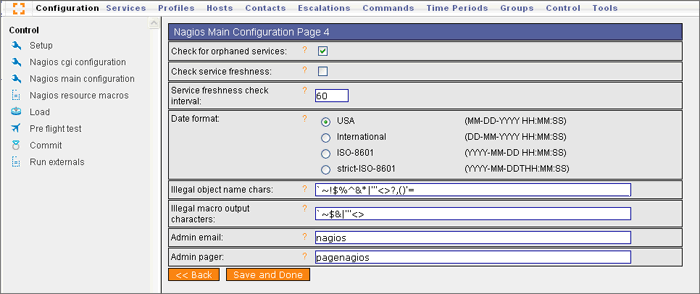 Configuration Services Profiles Hosts Contacts Escalations Commands Time Periods Groups Control Tools
Control
Setup
Nagios cgi configuration
Nagios main configuration
Nagios resource macros
Load
Pre flight test
Commit
Run externals
Nagios Main Configuration Page 4
Check for orphaned services: ?
Check service freshness: ?
Service freshness check
interval: ? 60
Date format: ? USA (MM-DD-YYYY HH:MM:SS)
International (DD-MM-YYYY HH:MM:SS)
ISO-8601 (YYYY-MM-DD HH:MM:SS)
strict-ISO-8601 (YYYY-MM-DDTHH:MM:SS)
Illegal object name chars: ? `~!$%^&*|'"<>?,()'=
Illegal macro output
characters: ? `~$&|'"<>
Admin email: ? nagios
Admin pager: ? pagenagios
<< Back Save and Done